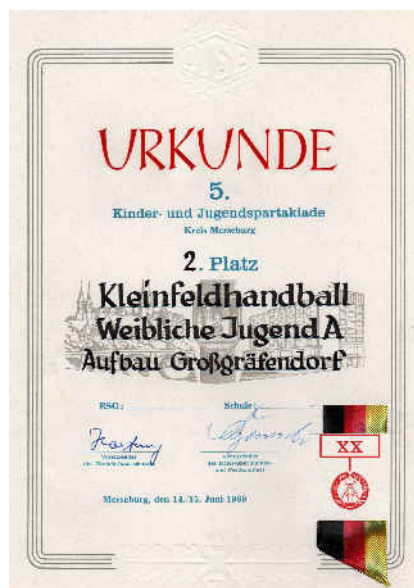 URKUNDE
5.
Kinder- und Jugendspartakiade
Kreis Merseburg
2. Platz
Kleinfeldhandball
Weibliche Jugend A
Aufbau Großgräfendorf
BSG:
Schule:
XX
Vorsitzender
Merseburg, den 14./15. Juni 1969